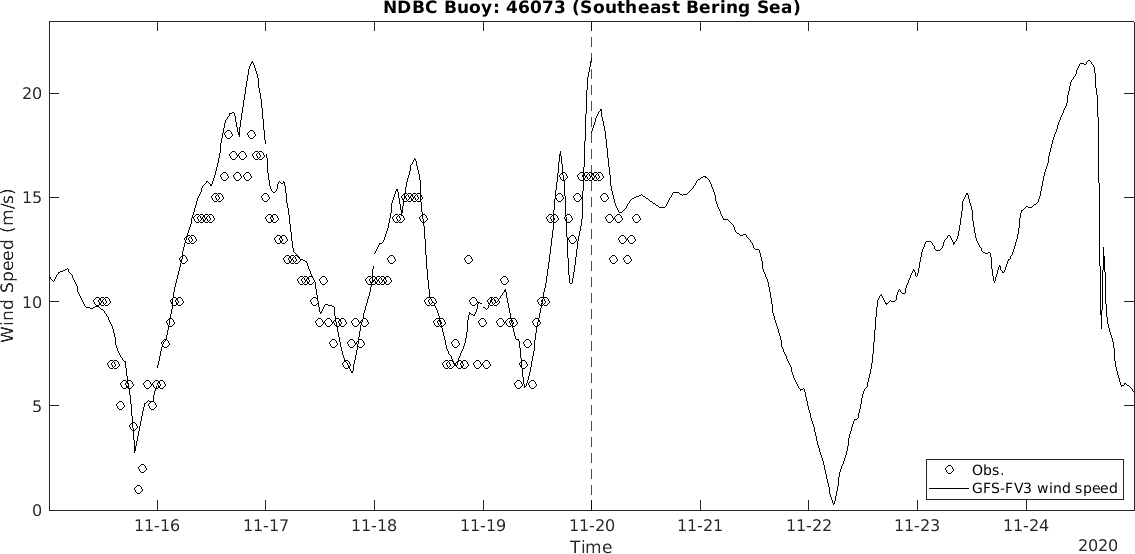 NDBC Buoy: 46073 (Southeast Bering Sea)
Wind Speed (m/s)
20
15
10
5
0
Obs.
GFS-FV3 wind speed
11-16 11-17 11-18 11-19 11-20 11-21 11-22 11-23 11-24
Time
2020